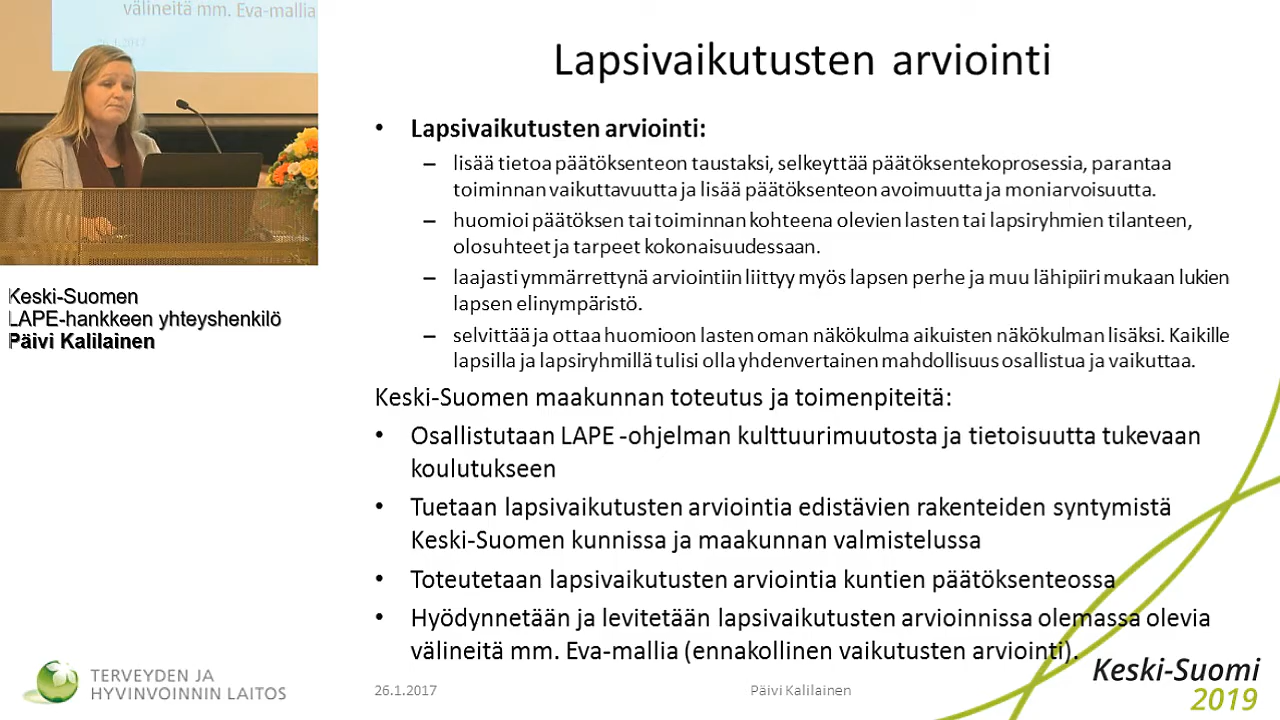 välineitä mm. Eva-mallia
26.1.2017
Keski-Suomen
LAPE-hankkeen yhteyshenkilö
Päivi Kalilainen
Lapsivaikutusten arviointi
• Lapsivaikutusten arviointi:
– lisää tietoa päätöksenteon taustaksi, selkeyttää päätöksentekoprosessia, parantaa
toiminnan vaikuttavuutta ja lisää päätöksenteon avoimuutta ja moniarvoisuutta.
– huomioi päätöksen tai toiminnan kohteena olevien lasten tai lapsiryhmien tilanteen,
olosuhteet ja tarpeet kokonaisuudessaan.
– laajasti ymmärrettynä arviointiin liittyy myös lapsen perhe ja muu lähipiiri mukaan lukien
lapsen elinympäristö.
– selvittää ja ottaa huomioon lasten oman näkökulma aikuisten näkökulman lisäksi. Kaikille
lapsilla ja lapsiryhmillä tulisi olla yhdenvertainen mahdollisuus osallistua ja vaikuttaa.
Keski-Suomen maakunnan toteutus ja toimenpiteitä:
• Osallistutaan LAPE -ohjelman kulttuurimuutosta ja tietoisuutta tukevaan
koulutukseen
• Tuetaan lapsivaikutusten arviointia edistävien rakenteiden syntymistä
Keski-Suomen kunnissa ja maakunnan valmistelussa
• Toteutetaan lapsivaikutusten arviointia kuntien päätöksenteossa
• Hyödynnetään ja levitetään lapsivaikutusten arvioinnissa olemassa olevia
välineitä mm. Eva-mallia (ennakollinen vaikutusten arviointi).
TERVEYDEN JA
HYVINVOINNIN LAITOS
26.1.2017
Päivi Kalilainen
Keski-Suomi
2019